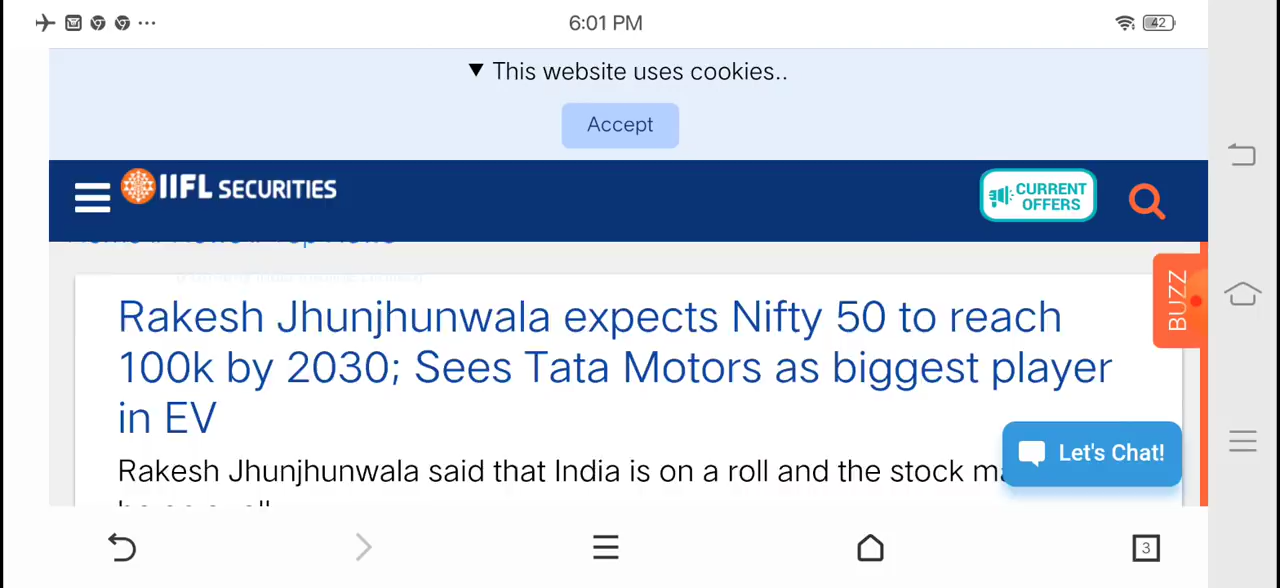 6:01 PM
42
▼ This website uses cookies..
Accept
IIFL SECURITIES
CURRENT
OFFERS
BUZZ
Rakesh Jhunjhunwala expects Nifty 50 to reach
100k by 2030; Sees Tata Motors as biggest player
in EV
Rakesh Jhunjhunwala said that India is on a roll and the stock
Let's Chat!
3